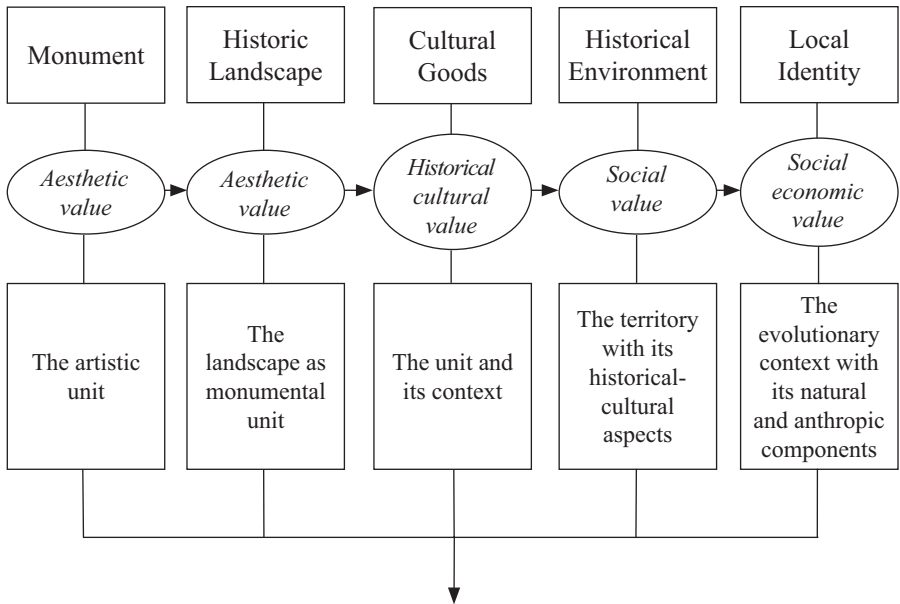 Monument
Historic
Landscape
Cultural
Goods
Historical
Environment
Local
Identity
Aesthetic
value
Aesthetic
value
Historical
cultural
value
Social
value
Social
economic
value
The artistic
unit
The
landscape as
monumental
unit
The unit and
its context
The territory
with its
historical-
cultural
aspects
The
evolutionary
context with
its natural
and anthropic
components